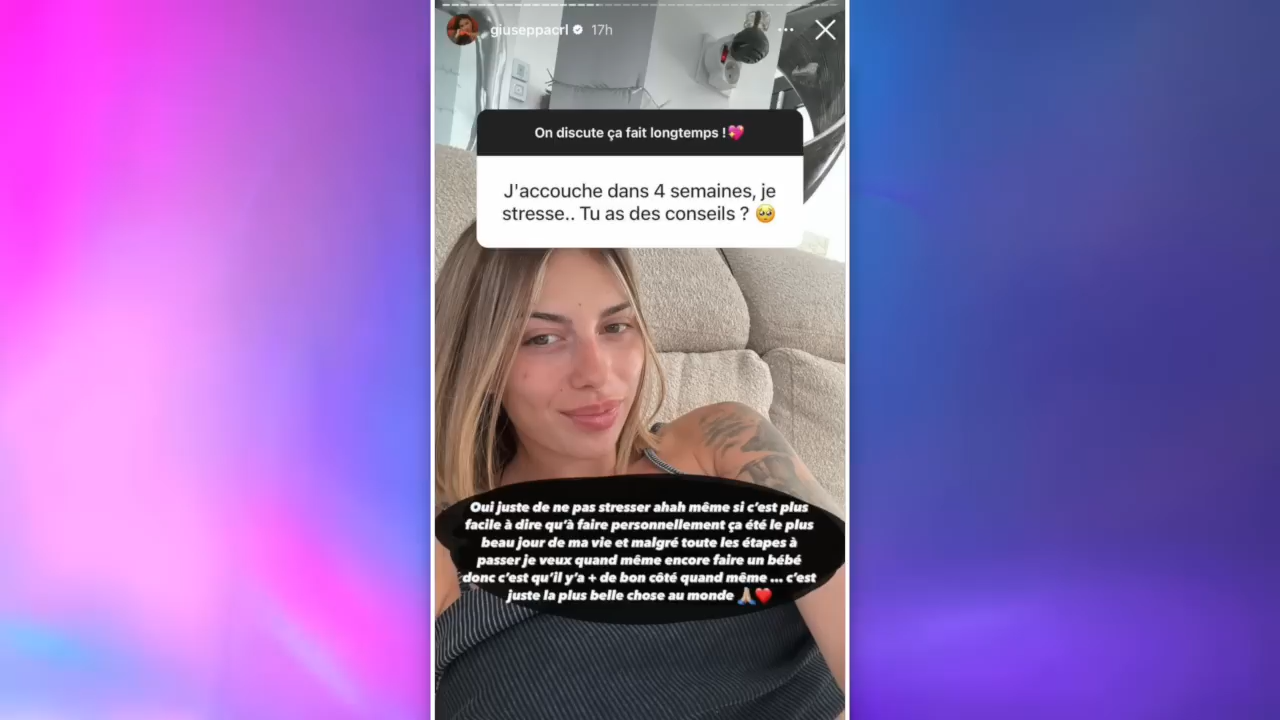 giuseppacrl 17h
On discute ça fait longtemps !💖
J'accouche dans 4 semaines, je
stresse.. Tu as des conseils ? 🥺
Oui juste de ne pas stresser ahah même si c'est plus
facile à dire qu'à faire personnellement ça été le plus
beau jour de ma vie et malgré toute les étapes à
passer je veux quand même encore faire un bébé
donc c'est qu'il y'a + de bon côté quand même ... c'est
juste la plus belle chose au monde 🙏🏼❤️